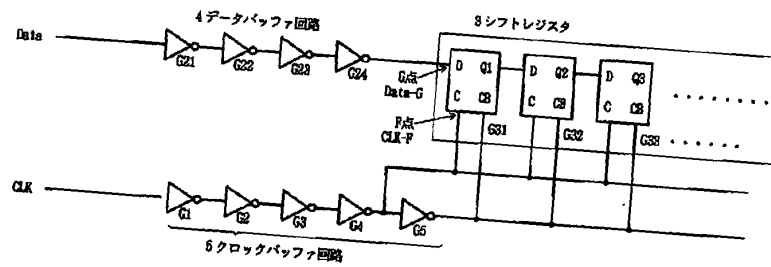 4データバッファ回路
3シフトレジスタ
Data
G21
G22
G23
G24
G点
Data-G
D Q1
C CB
D Q2
C CB
D Q3
C CB
F点
CLK-F
G31
G32
G33
CLK
G1
G2
G3
G4
G5
5クロックバッファ回路